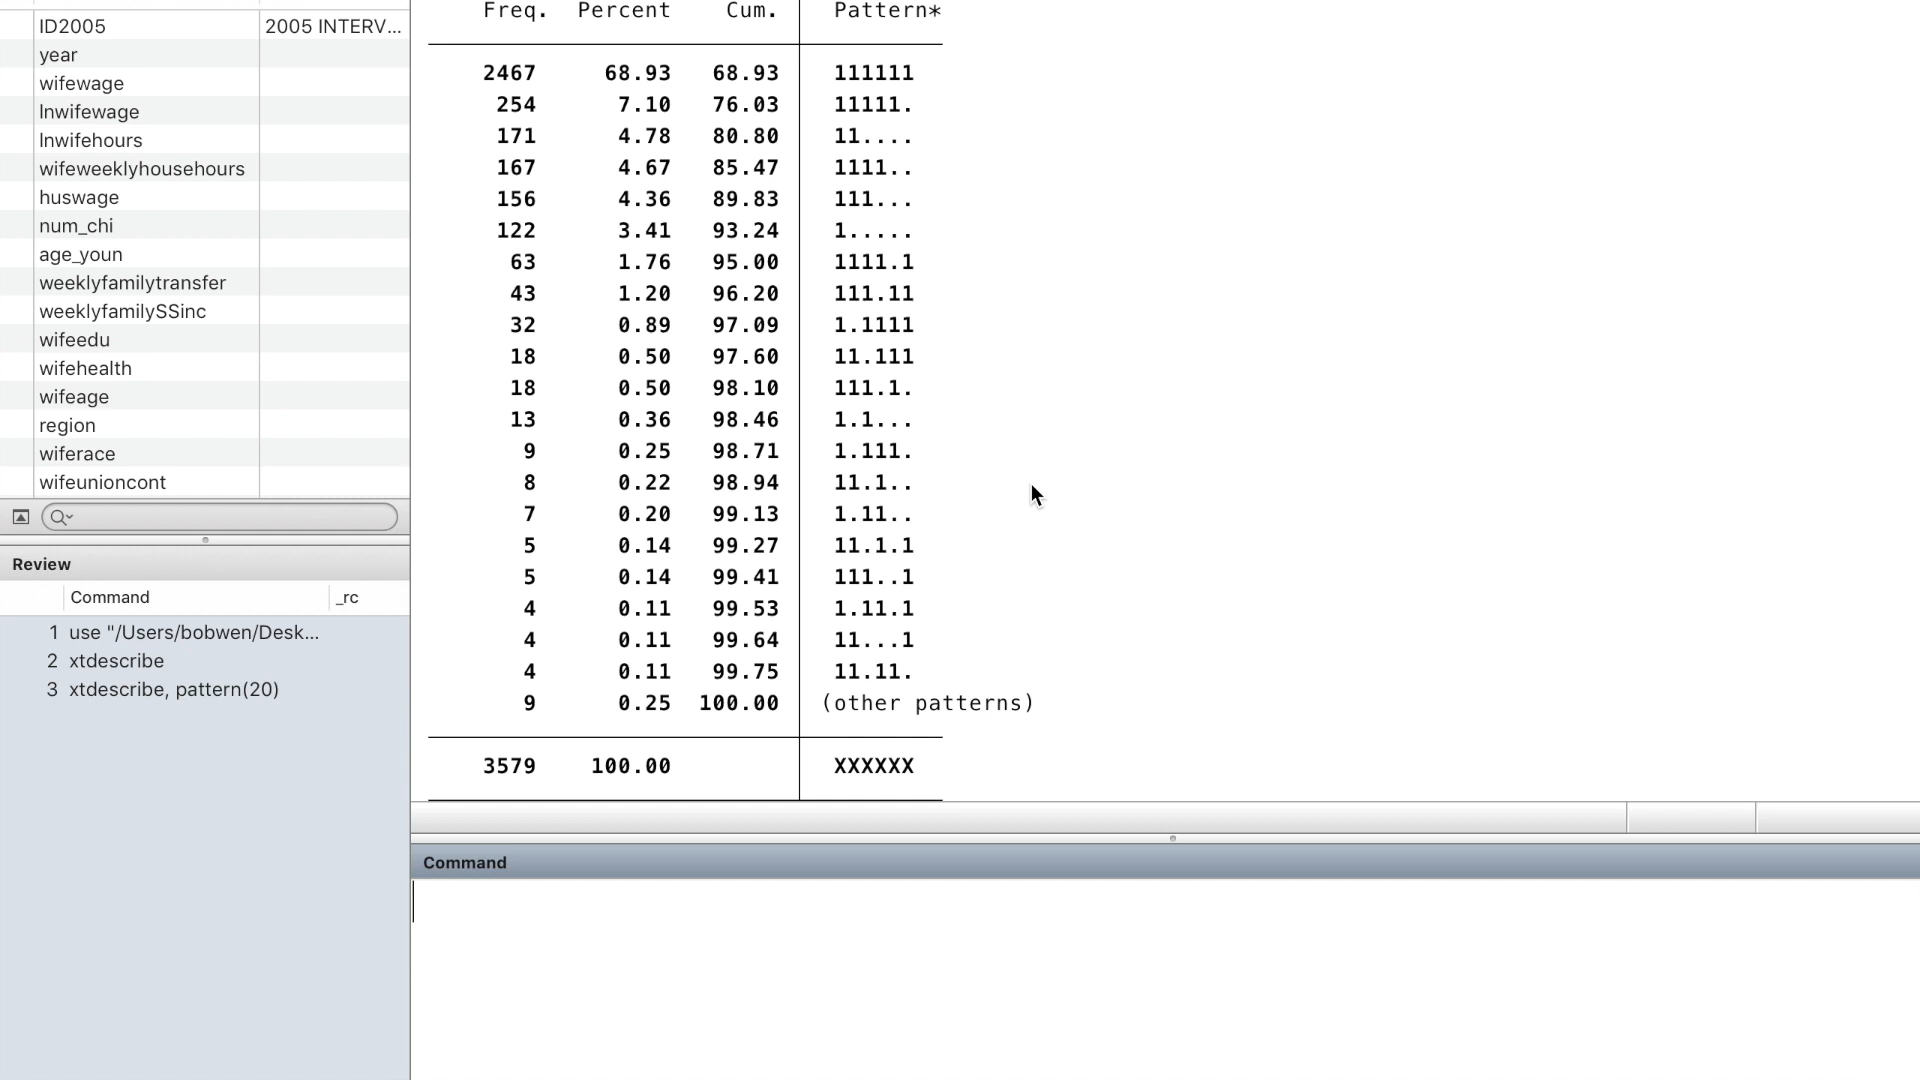 ID2005 2005 INTERV...
year
wifewage
lnwifewage
lnwifehours
wifeweeklyhousehours
huswage
num_chi
age_youn
weeklyfamilytransfer
weeklyfamilySSinc
wifeedu
wifehealth
wifeage
region
wiferace
wifeunioncont
Review
Command _rc
1 use "/Users/bobwen/Desk...
2 xtdescribe
3 xtdescribe, pattern(20)
Freq. Percent Cum. Pattern*
2467 68.93 68.93 111111
254 7.10 76.03 11111.
171 4.78 80.80 11....
167 4.67 85.47 1111..
156 4.36 89.83 111...
122 3.41 93.24 1.....
63 1.76 95.00 1111.1
43 1.20 96.20 111.11
32 0.89 97.09 1.1111
18 0.50 97.60 11.111
18 0.50 98.10 111.1.
13 0.36 98.46 1.1...
9 0.25 98.71 1.111.
8 0.22 98.94 11.1..
7 0.20 99.13 1.11..
5 0.14 99.27 11.1.1
5 0.14 99.41 111..1
4 0.11 99.53 1.11.1
4 0.11 99.64 11...1
4 0.11 99.75 11.11.
9 0.25 100.00 (other patterns)
3579 100.00 XXXXXX
Command